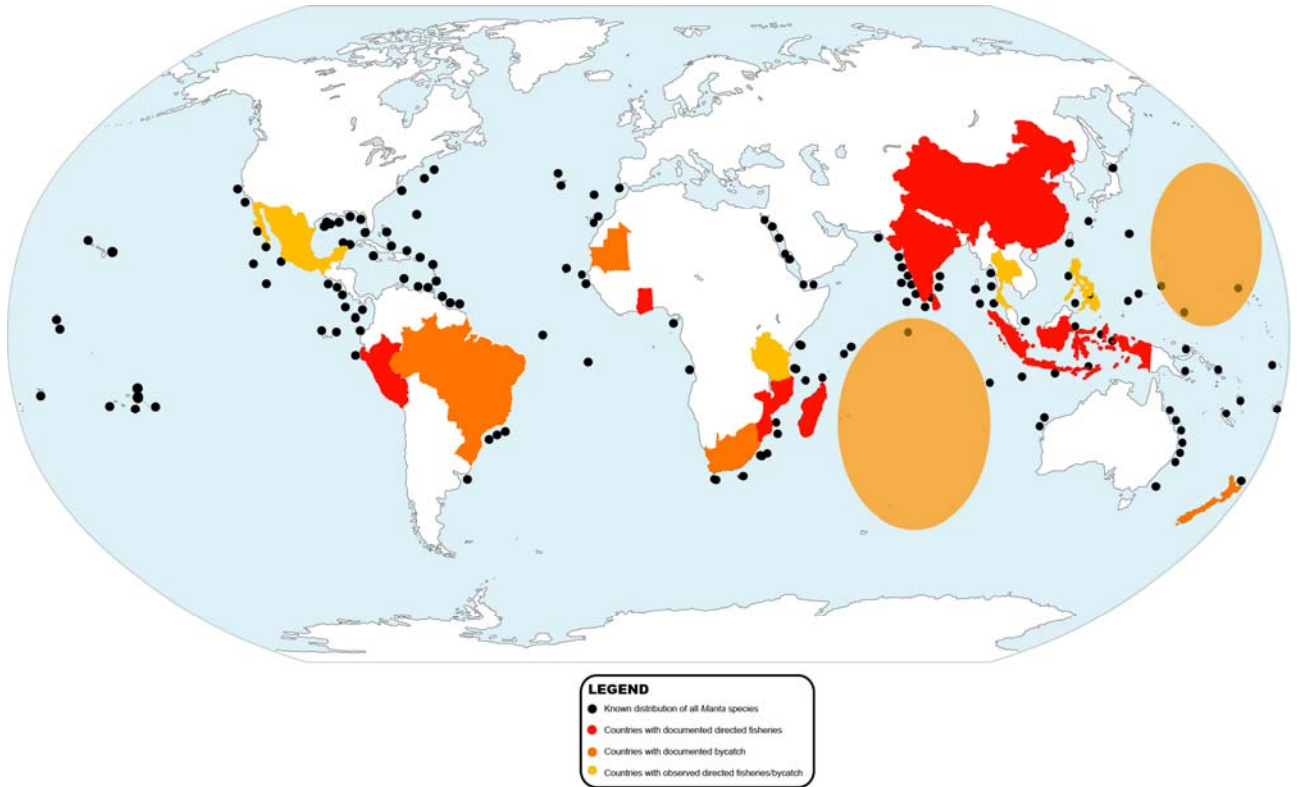 LEGEND
Known distribution of all Manta species
Countries with documented directed fisheries
Countries with documented bycatch
Countries with observed directed fisheries/bycatch